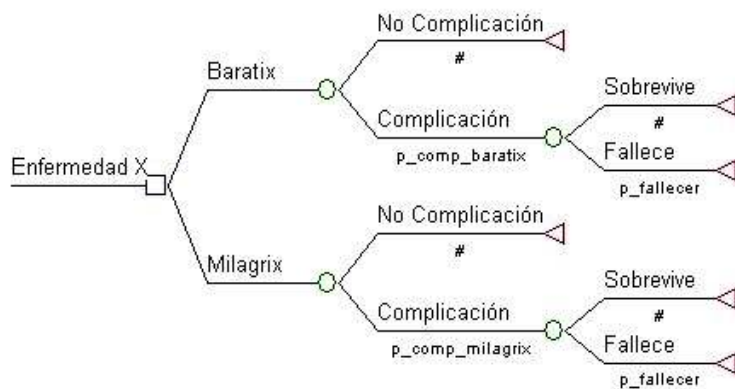 No Complicación
#
Baratix
Sobrevive
#
Complicación
p_comp_baratix
Fallece
p_fallecer
Enfermedad X
No Complicación
#
Milagrix
Sobrevive
#
Complicación
p_comp_milagrix
Fallece
p_fallecer